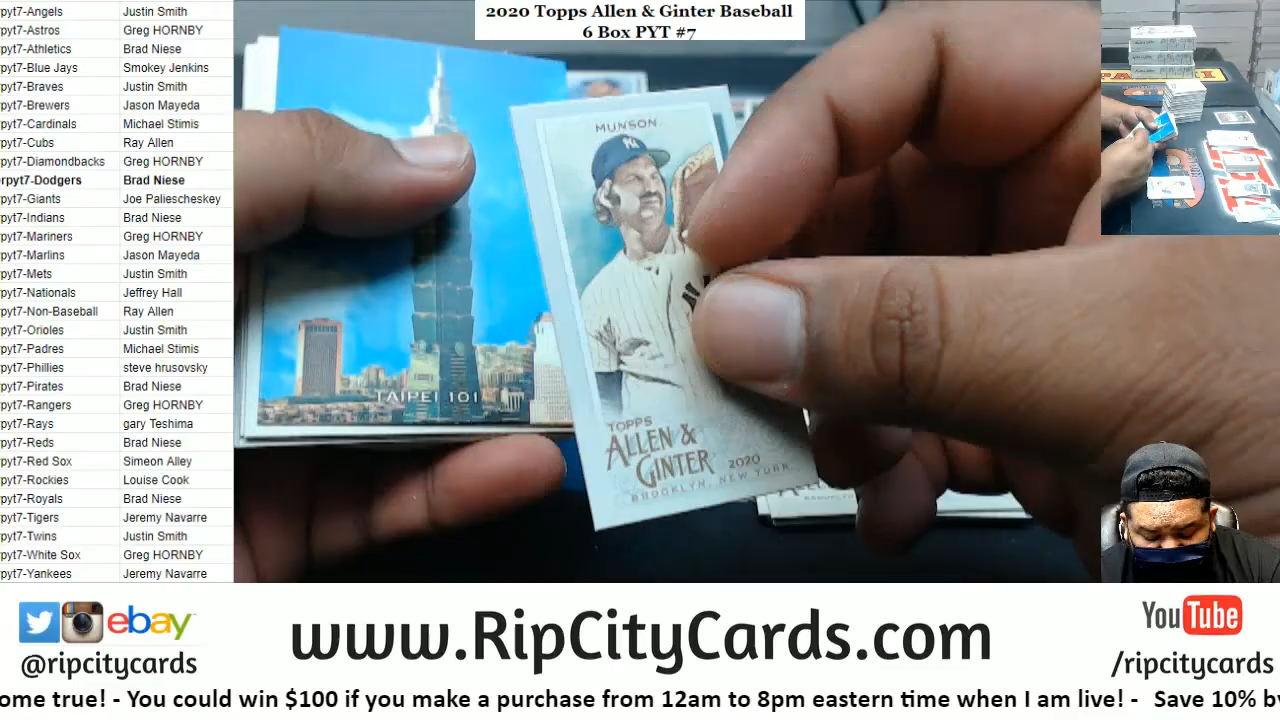 2020 Topps Allen & Ginter Baseball
6 Box PYT #7
pyt7-Angels Justin Smith
pyt7-Astros Greg HORNBY
pyt7-Athletics Brad Niese
pyt7-Blue Jays Smokey Jenkins
pyt7-Braves Justin Smith
pyt7-Brewers Jason Mayeda
pyt7-Cardinals Michael Stimis
pyt7-Cubs Ray Allen
pyt7-Diamondbacks Greg HORNBY
erpyt7-Dodgers Brad Niese
pyt7-Giants Joe Paliescheskey
pyt7-Indians Brad Niese
pyt7-Mariners Greg HORNBY
pyt7-Marlins Jason Mayeda
pyt7-Mets Justin Smith
pyt7-Nationals Jeffrey Hall
pyt7-Non-Baseball Ray Allen
pyt7-Orioles Justin Smith
pyt7-Padres Michael Stimis
pyt7-Phillies steve hrusovsky
pyt7-Pirates Brad Niese
pyt7-Rangers Greg HORNBY
pyt7-Rays gary Teshima
pyt7-Reds Brad Niese
pyt7-Red Sox Simeon Alley
pyt7-Rockies Louise Cook
pyt7-Royals Brad Niese
pyt7-Tigers Jeremy Navarre
pyt7-Twins Justin Smith
pyt7-White Sox Greg HORNBY
pyt7-Yankees Jeremy Navarre
TAIPEI 101
MUNSON
NY
TOPPS
ALLEN &
GINTER 2020
BROOKLYN, NEW YORK
ebay
@ripcitycards
www.RipCityCards.com
YouTube
/ripcitycards
ome true! - You could win $100 if you make a purchase from 12am to 8pm eastern time when I am live! - Save 10% b